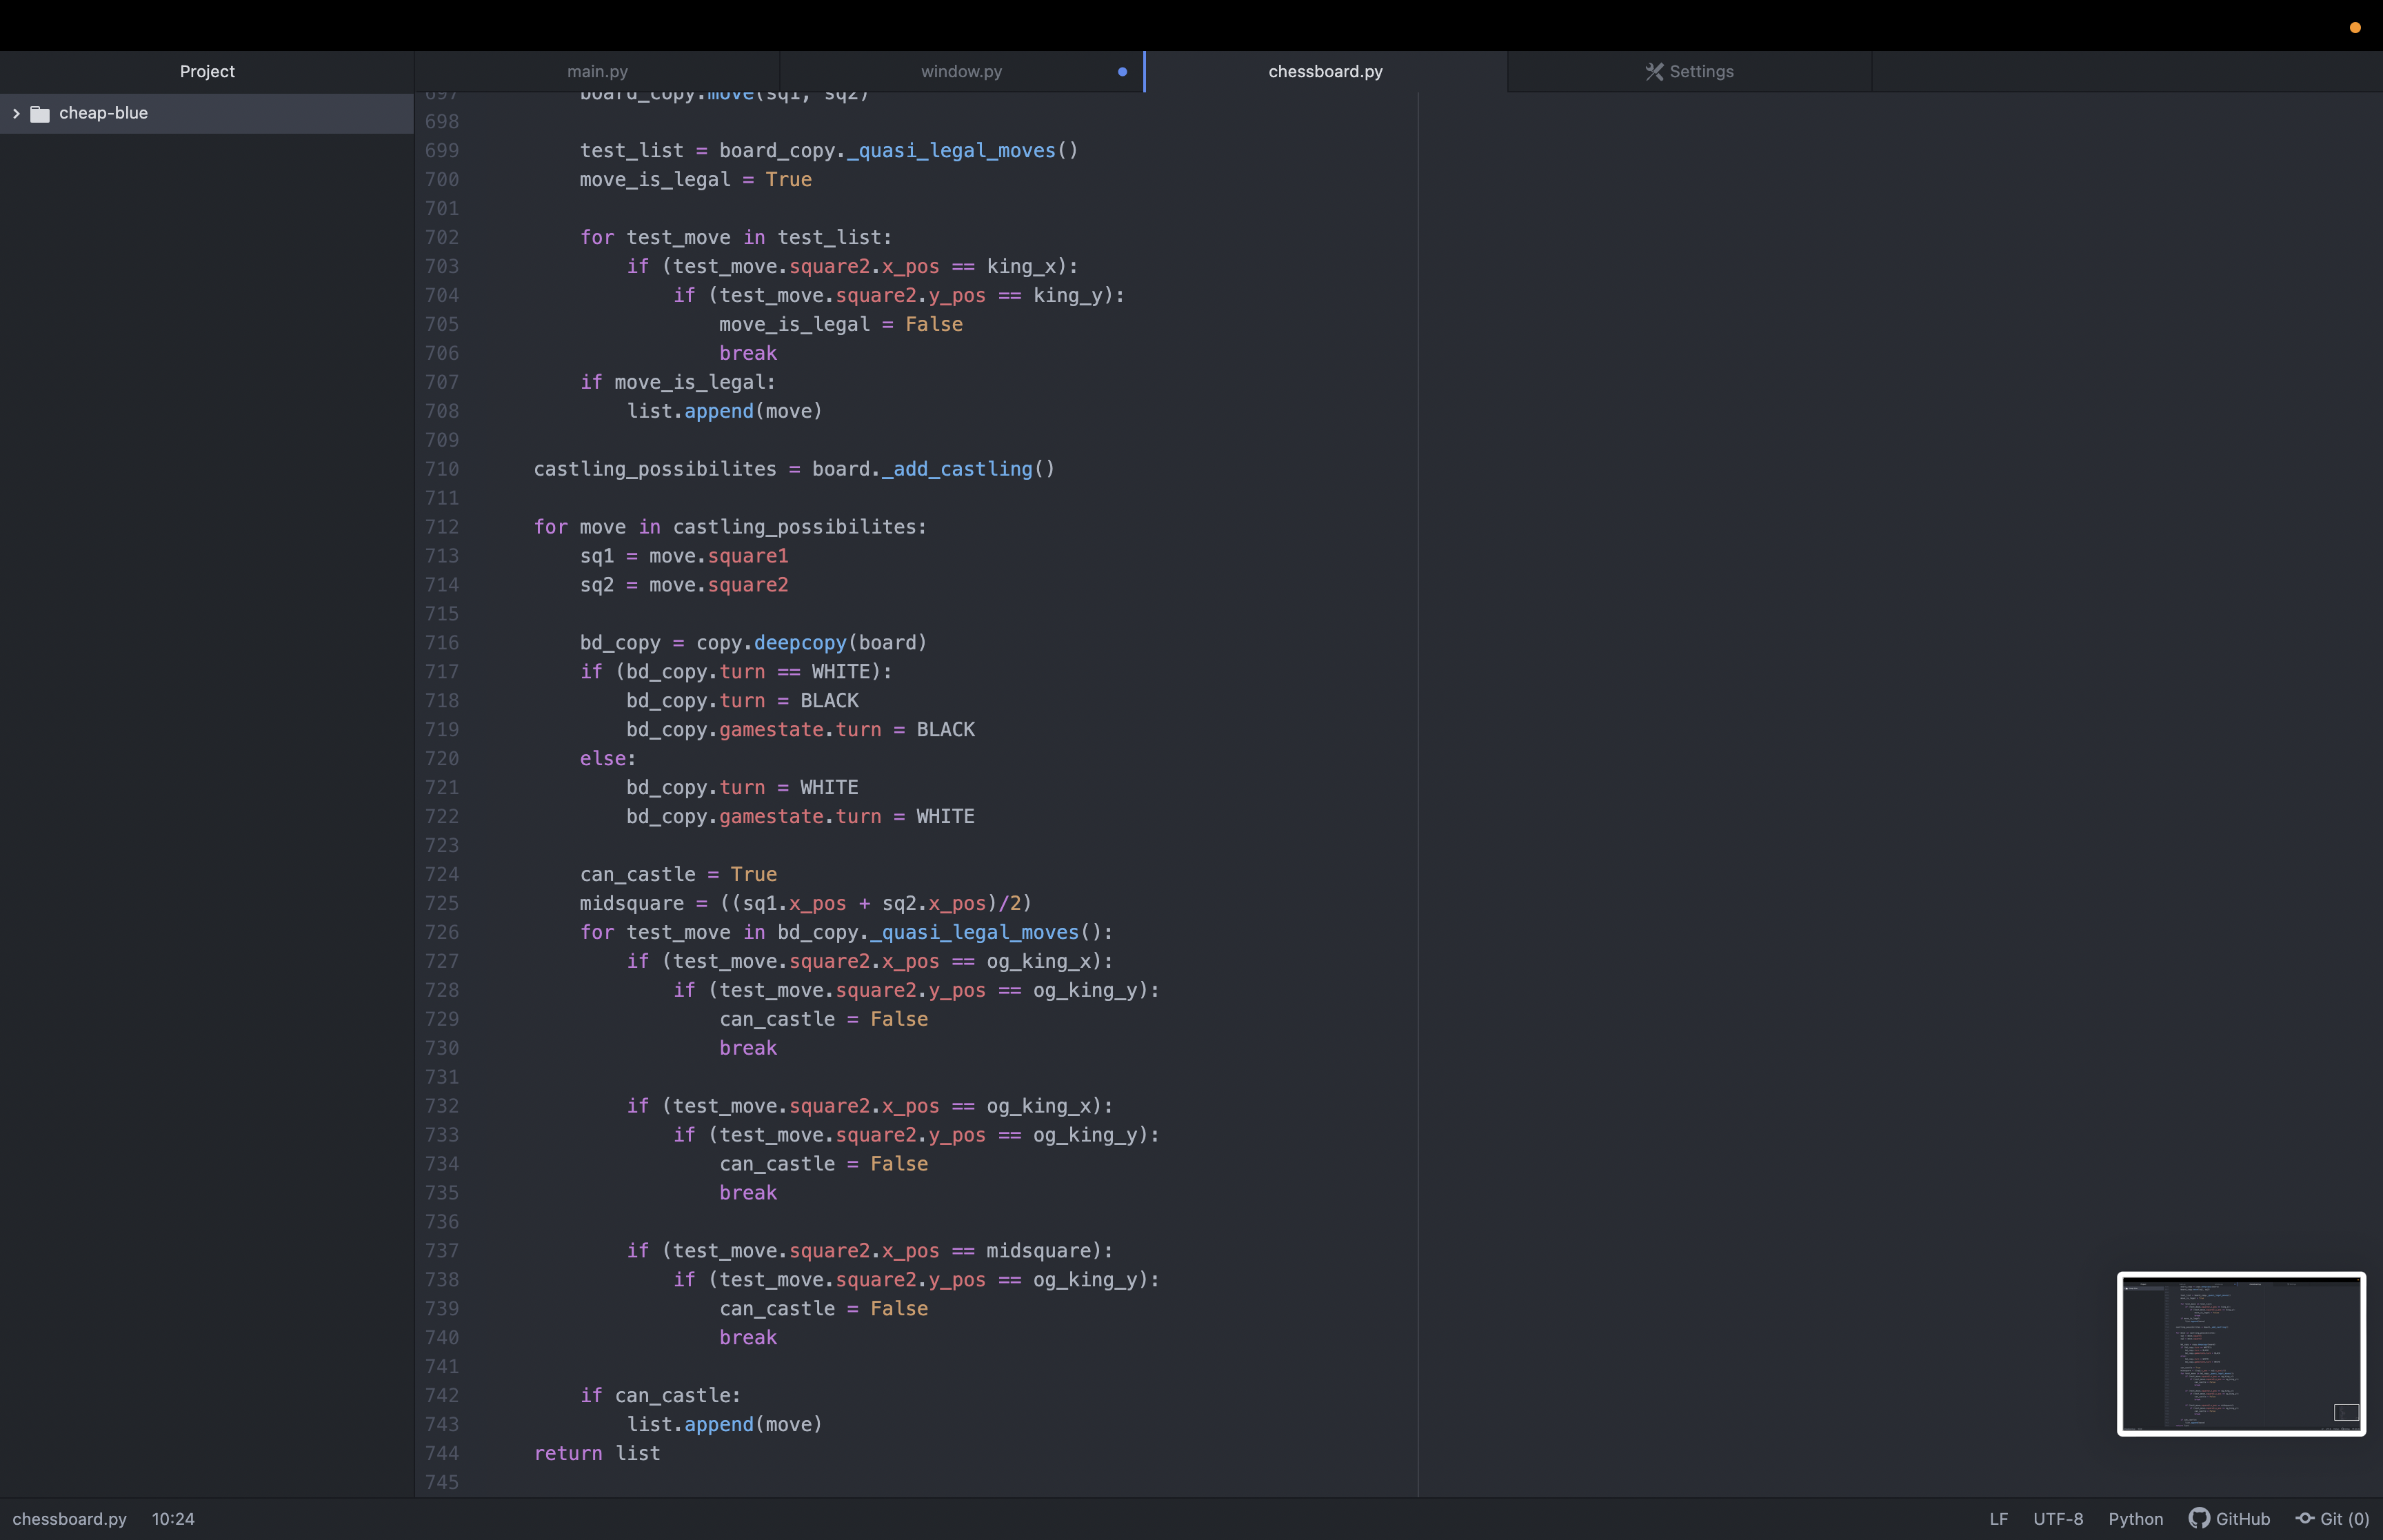 Project
main.py
window.py
chessboard.py
Settings
cheap-blue
697 board_copy.move(sq1, sq2)
698
699 test_list = board_copy._quasi_legal_moves()
700 move_is_legal = True
701
702 for test_move in test_list:
703 if (test_move.square2.x_pos == king_x):
704 if (test_move.square2.y_pos == king_y):
705 move_is_legal = False
706 break
707 if move_is_legal:
708 list.append(move)
709
710 castling_possibilites = board._add_castling()
711
712 for move in castling_possibilites:
713 sq1 = move.square1
714 sq2 = move.square2
715
716 bd_copy = copy.deepcopy(board)
717 if (bd_copy.turn == WHITE):
718 bd_copy.turn = BLACK
719 bd_copy.gamestate.turn = BLACK
720 else:
721 bd_copy.turn = WHITE
722 bd_copy.gamestate.turn = WHITE
723
724 can_castle = True
725 midsquare = ((sq1.x_pos + sq2.x_pos)/2)
726 for test_move in bd_copy._quasi_legal_moves():
727 if (test_move.square2.x_pos == og_king_x):
728 if (test_move.square2.y_pos == og_king_y):
729 can_castle = False
730 break
731
732 if (test_move.square2.x_pos == og_king_x):
733 if (test_move.square2.y_pos == og_king_y):
734 can_castle = False
735 break
736
737 if (test_move.square2.x_pos == midsquare):
738 if (test_move.square2.y_pos == og_king_y):
739 can_castle = False
740 break
741
742 if can_castle:
743 list.append(move)
744 return list
745
chessboard.py 10:24
LF UTF-8 Python GitHub Git (0)